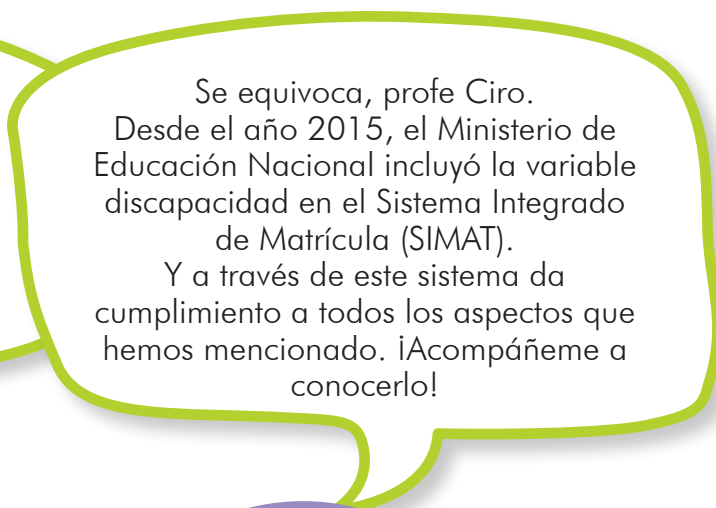 Se equivoca, profe Ciro.
Desde el año 2015, el Ministerio de
Educación Nacional incluyó la variable
discapacidad en el Sistema Integrado
de Matrícula (SIMAT).
Y a través de este sistema da
cumplimiento a todos los aspectos que
hemos mencionado. ¡Acompáñeme a
conocerlo!